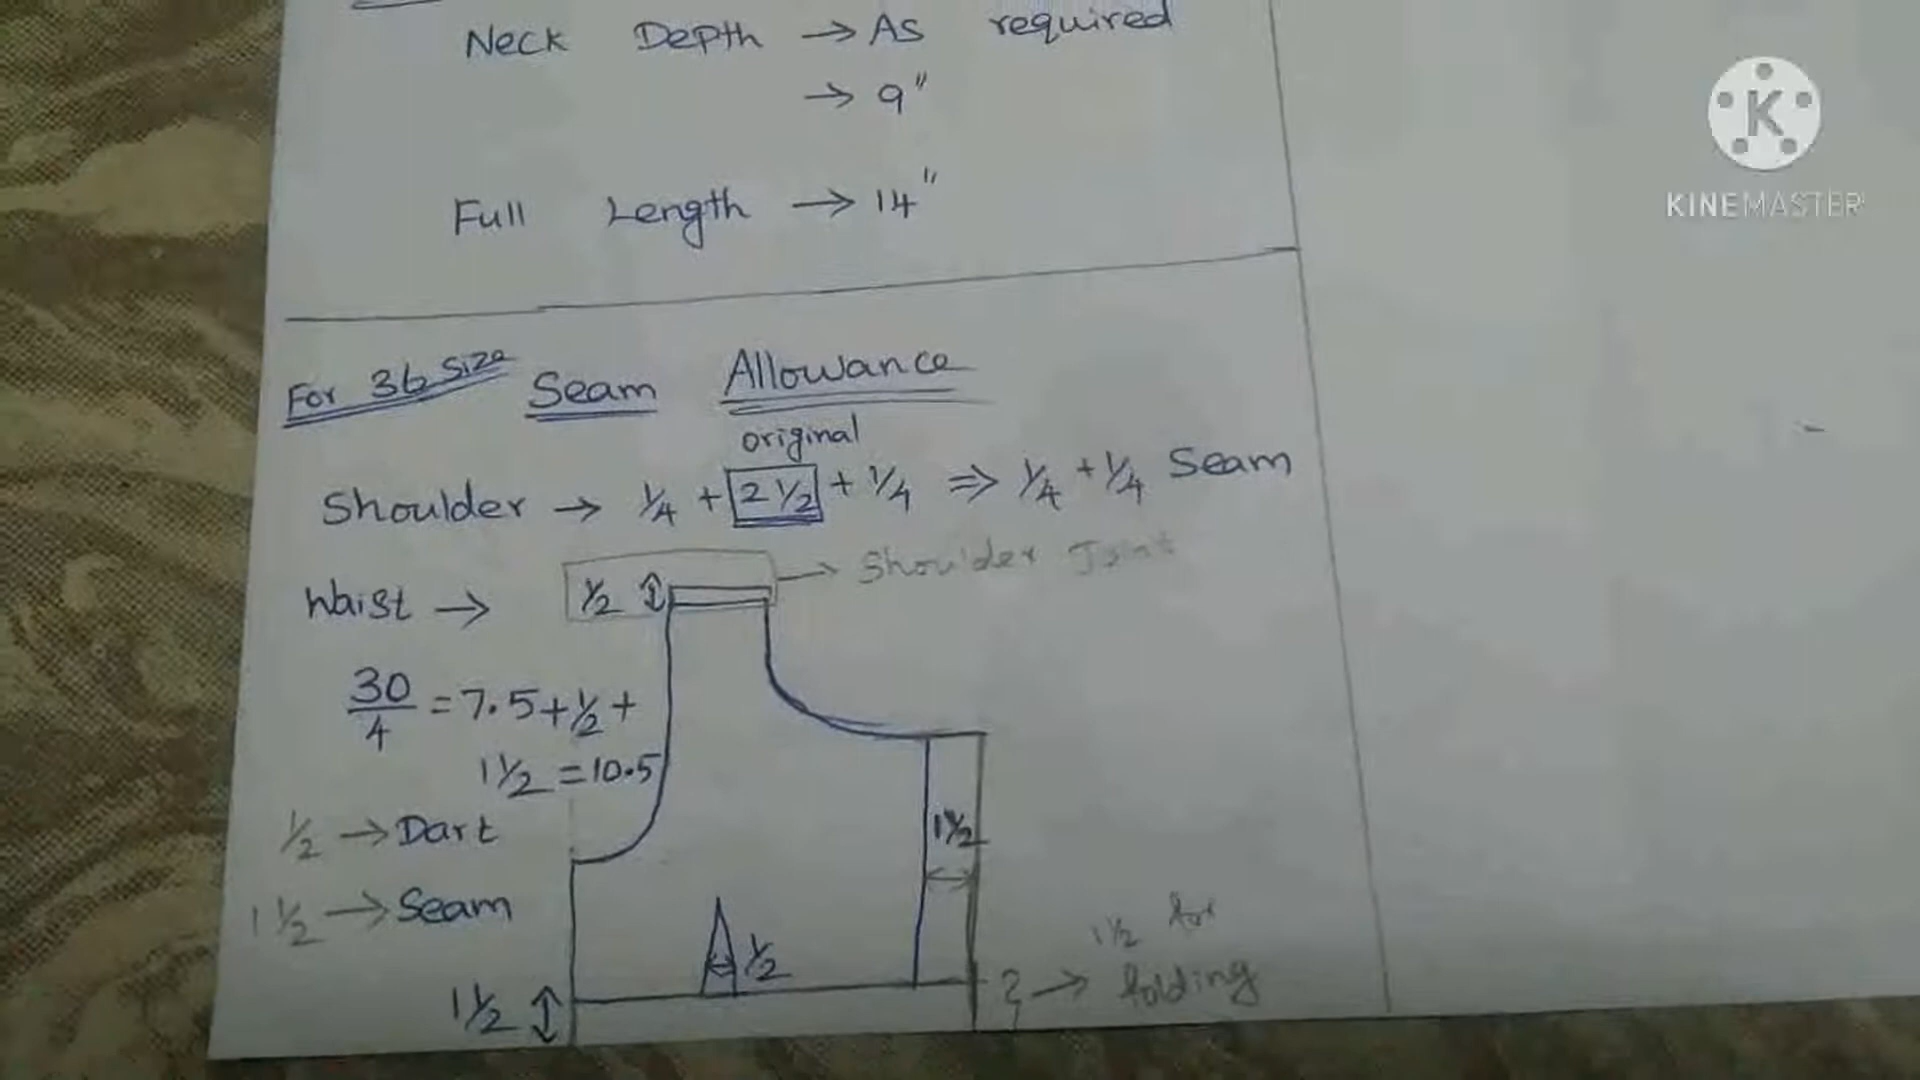 Neck Depth → As required
→ 9"
Full Length → 14"
For 36 Size
Seam Allowance
original
Shoulder → 1/4 + 2 1/2 + 1/4 ⇒ 1/4 + 1/4 Seam
Waist →
1/2
→ Shoulder Joint
30/4 = 7.5 + 1/2 +
1 1/2 = 10.5
1/2 → Dart
1 1/2 → Seam
1 1/2
1/2
1 1/2
1 1/2 for
→ folding
K
KINEMASTER